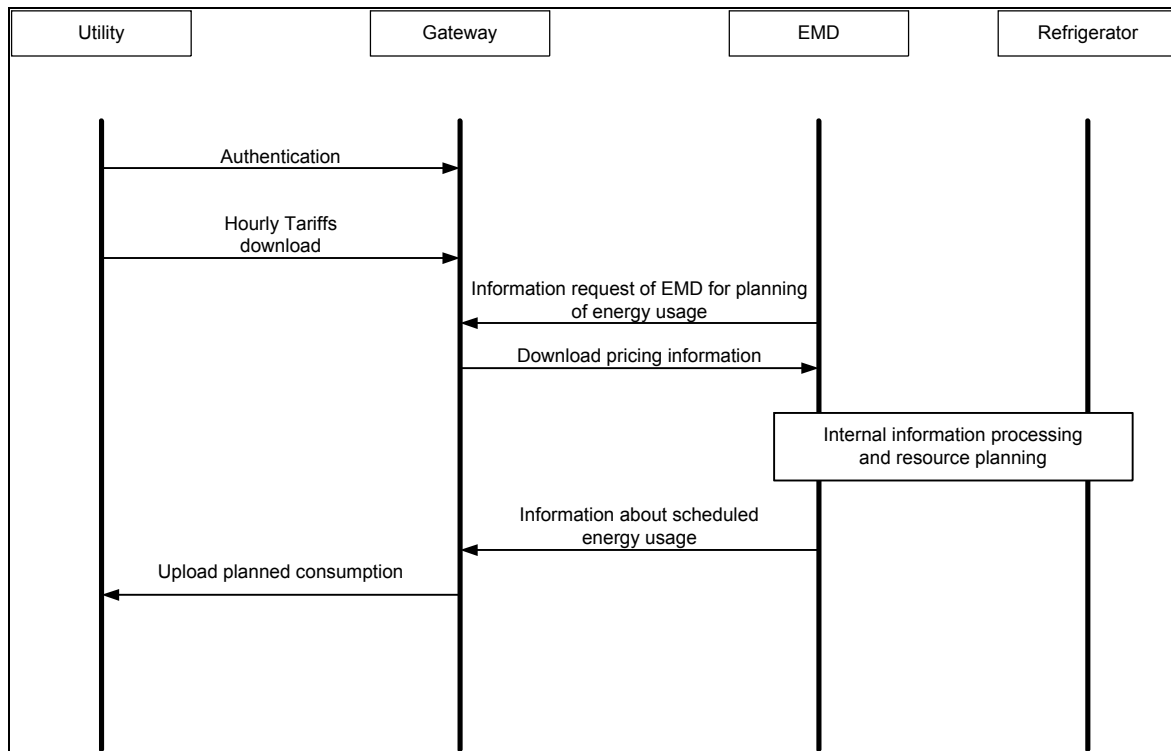 Utility
Gateway
EMD
Refrigerator
Authentication
Hourly Tariffs
download
Information request of EMD for planning
of energy usage
Download pricing information
Internal information processing
and resource planning
Information about scheduled
energy usage
Upload planned consumption